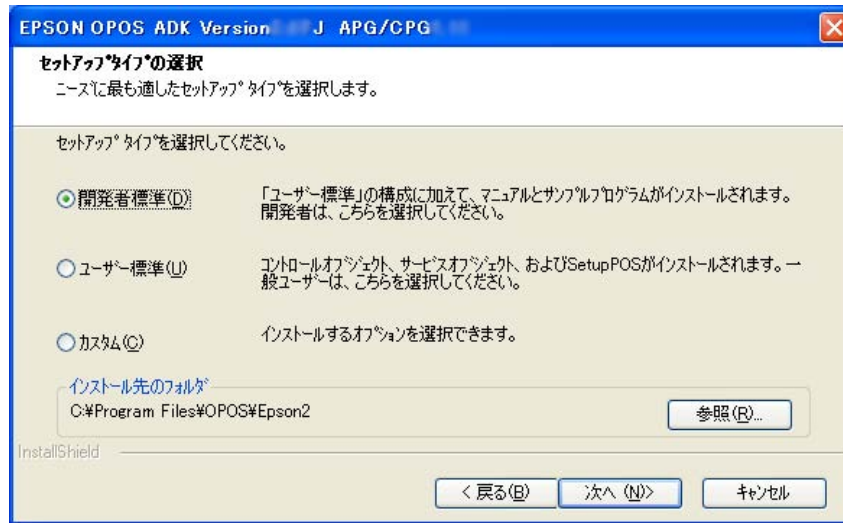 EPSON OPOS ADK Version J APG/CPG
セットアップ タイプの選択
ニーズに最も適したセットアップ タイプを選択します。
セットアップ タイプを選択してください。
開発者標準(D)
「ユーザー標準」の構成に加えて、マニュアルとサンプルプログラムがインストールされます。
開発者は、こちらを選択してください。
ユーザー標準(U)
コントロールオブジェクト、サービスオブジェクト、およびSetupPOSがインストールされます。一
般ユーザーは、こちらを選択してください。
カスタム(C)
インストールするオプションを選択できます。
インストール先のフォルダ
C:¥Program Files¥OPOS¥Epson2
参照(R)...
InstallShield
< 戻る(B)
次へ (N)>
キャンセル